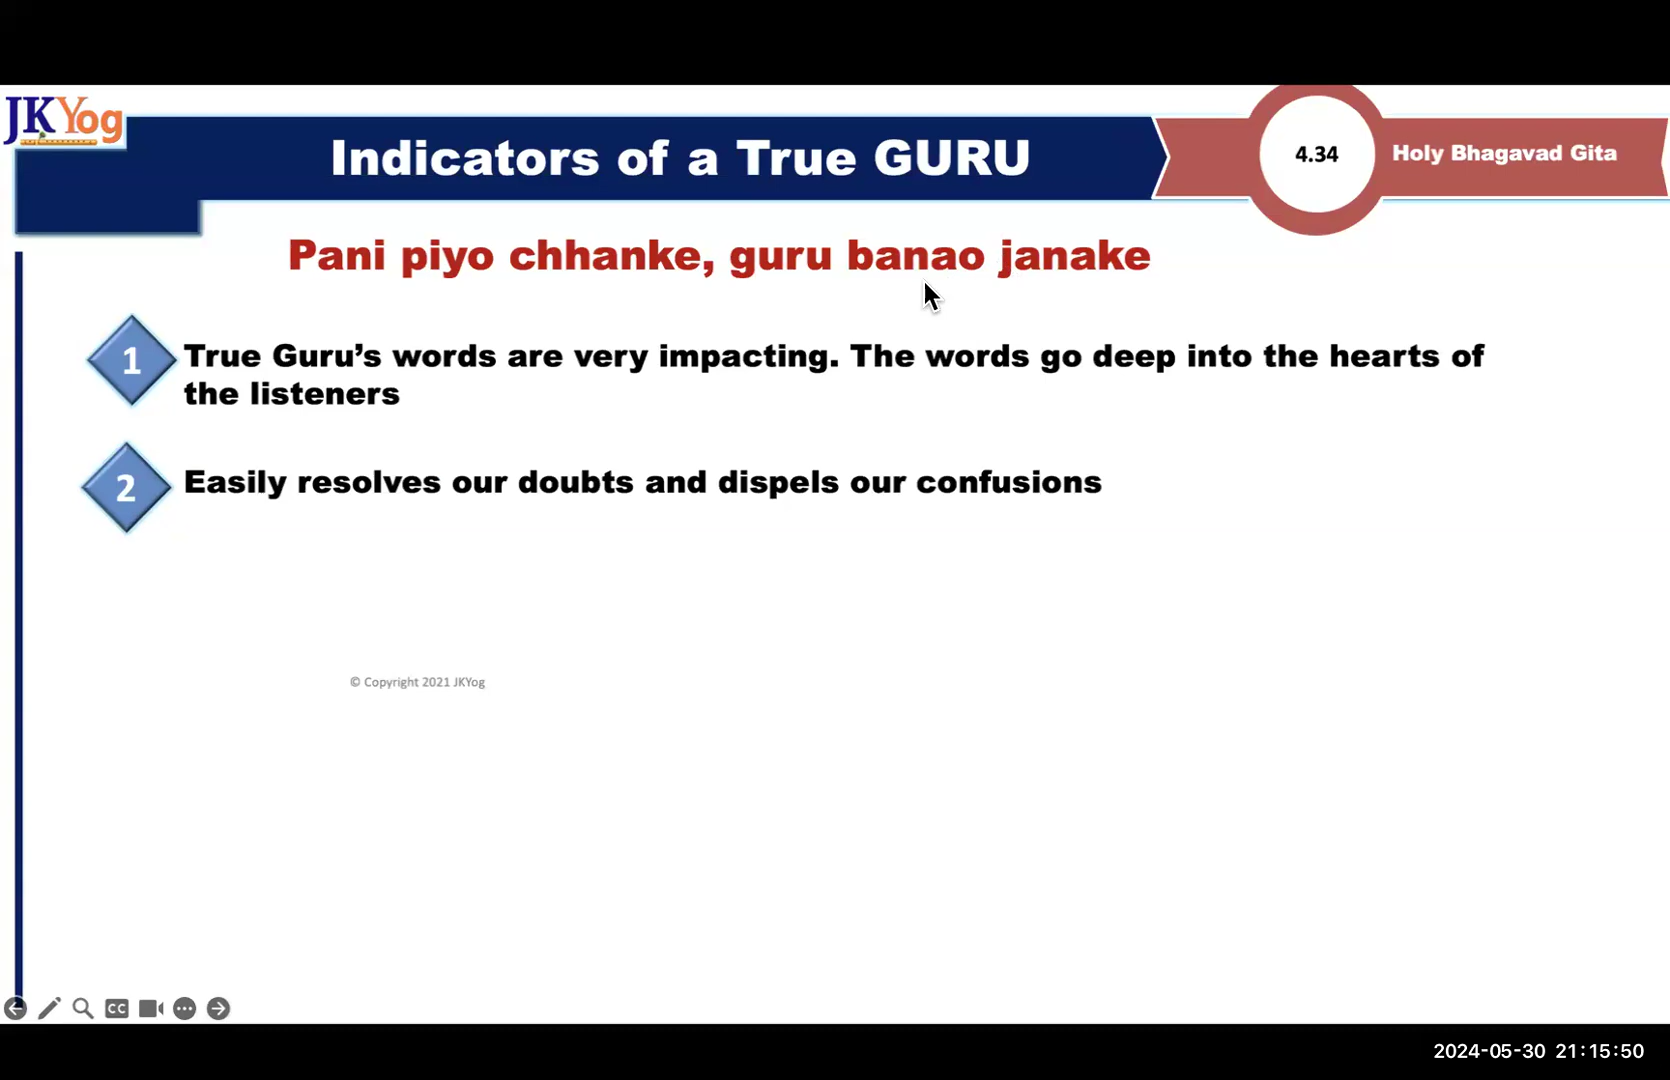 JKYog
Indicators of a True GURU
4.34
Holy Bhagavad Gita
Pani piyo chhanke, guru banao janake
1
True Guru’s words are very impacting. The words go deep into the hearts of
the listeners
2
Easily resolves our doubts and dispels our confusions
© Copyright 2021 JKYog
CC
2024-05-30 21:15:50